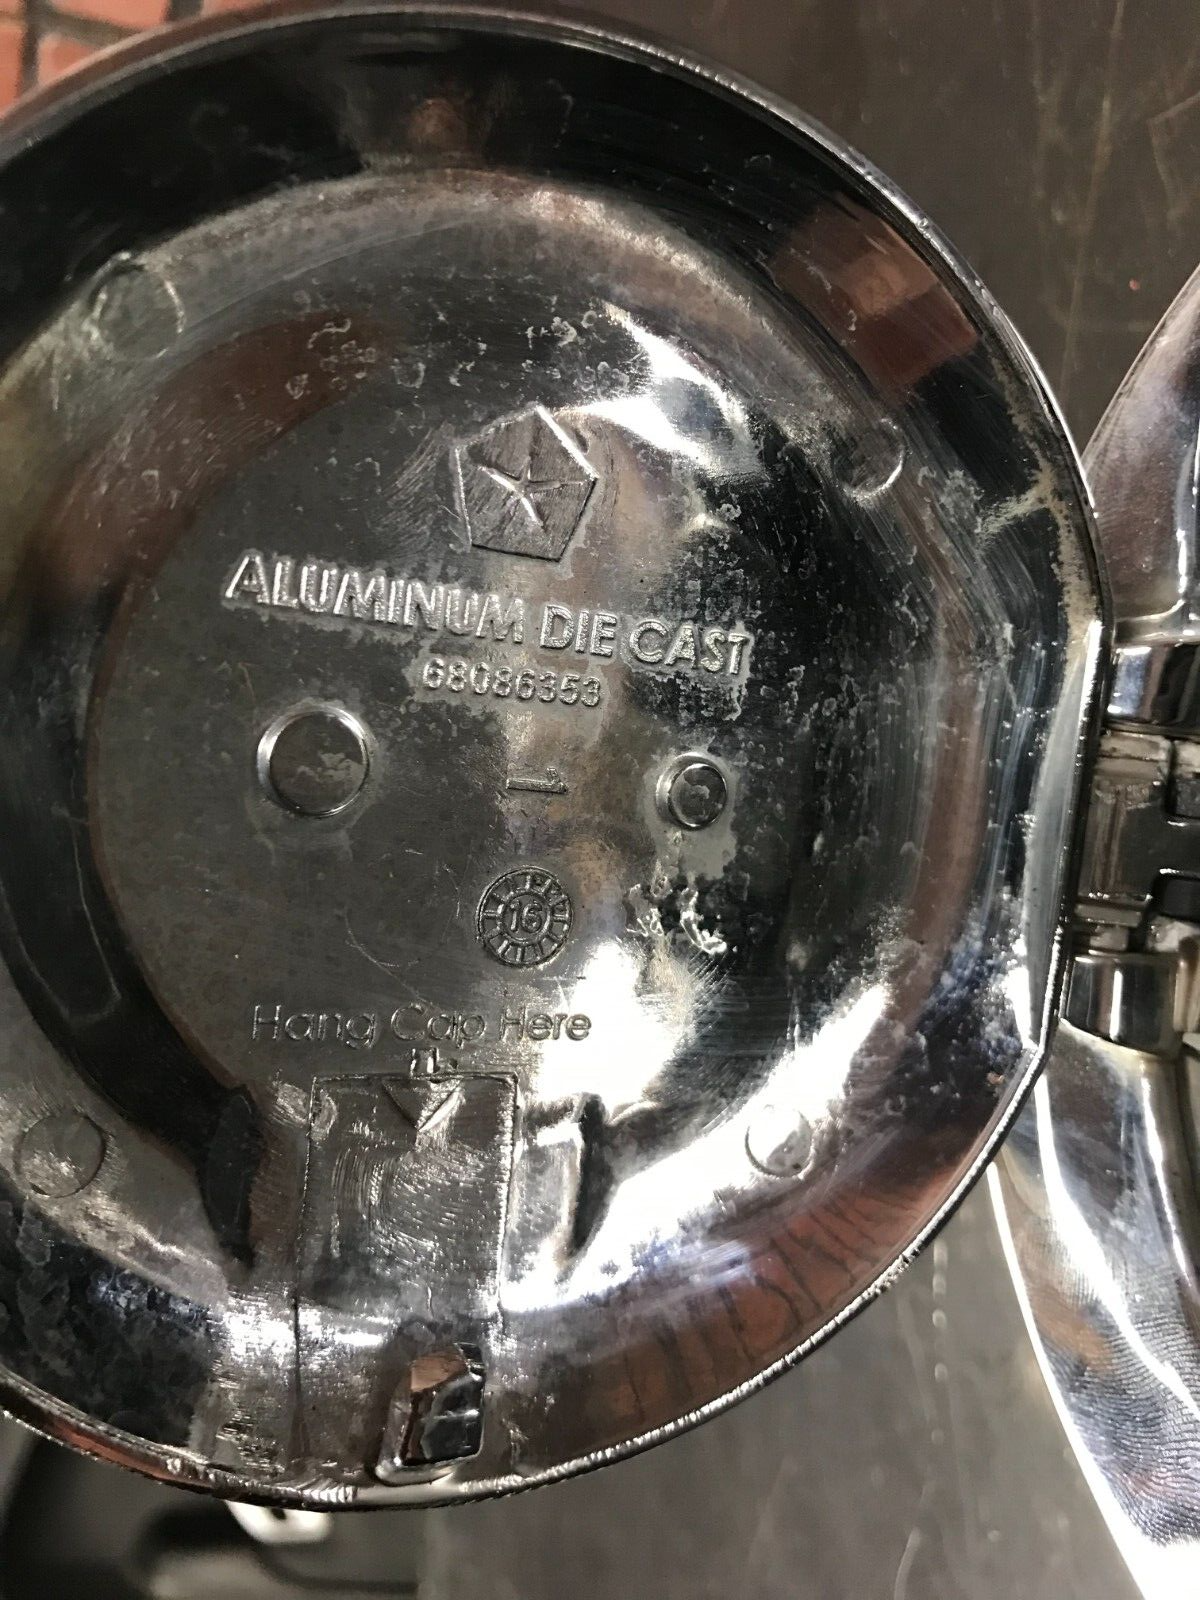 ALUMINUM DIE CAST
68086353
1
16
Hang Cap Here